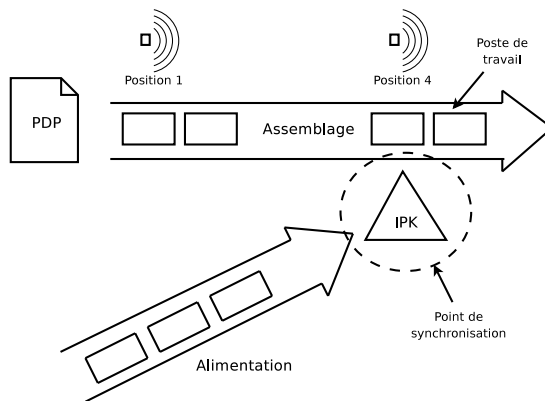 Position 1
Position 4
Poste de
travail
PDP
Assemblage
IPK
Point de
synchronisation
Alimentation